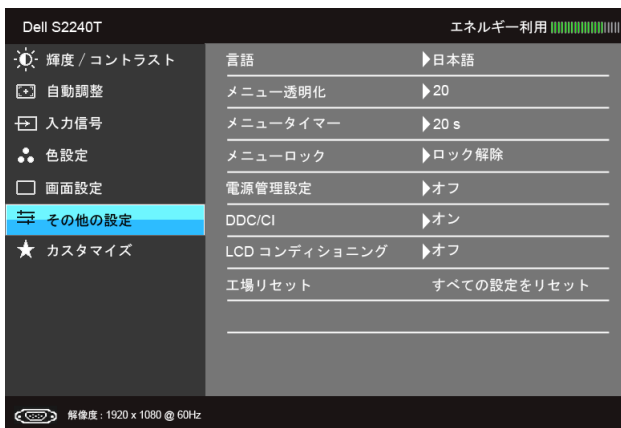 Dell S2240T
エネルギー利用
輝度 / コントラスト
自動調整
入力信号
色設定
画面設定
その他の設定
カスタマイズ
言語 日本語
メニュー透明化 20
メニュータイマー 20 s
メニューロック ロック解除
電源管理設定 オフ
DDC/CI オン
LCD コンディショニング オフ
工場リセット すべての設定をリセット
解像度 : 1920 x 1080 @ 60Hz